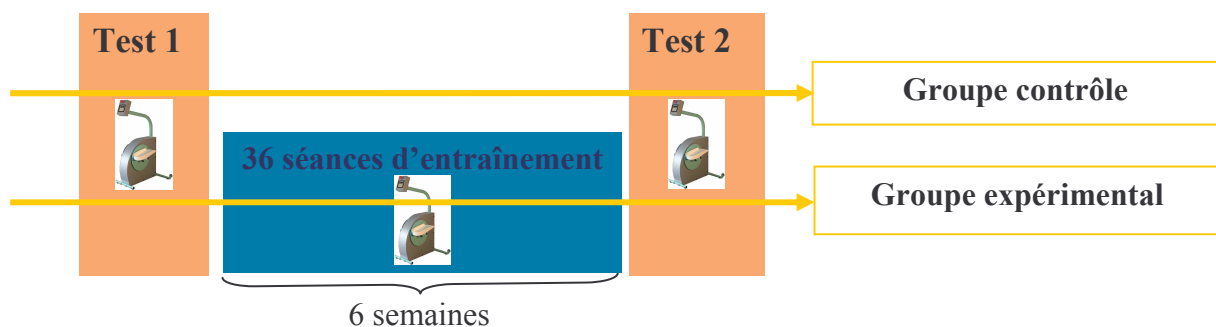 Test 1
Test 2
Groupe contrôle
36 séances d’entraînement
Groupe expérimental
6 semaines